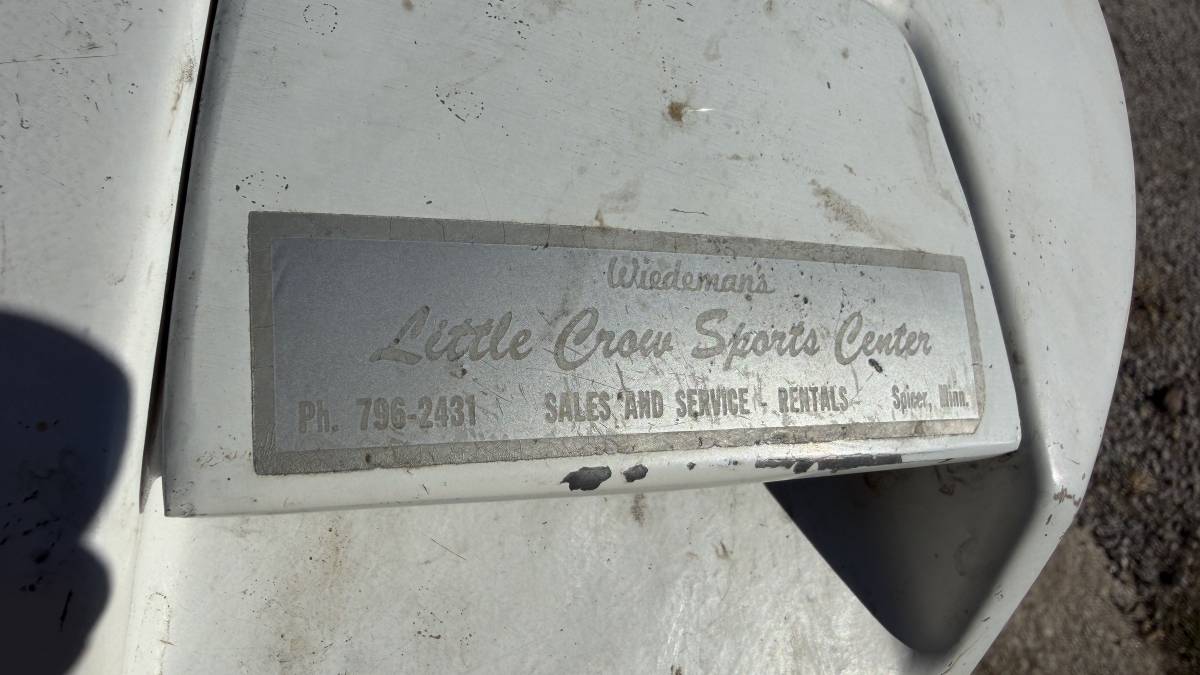 Wiedeman's
Little Crow Sports Center
Ph. 796-2431 SALES AND SERVICE - RENTALS Spicer, Minn.